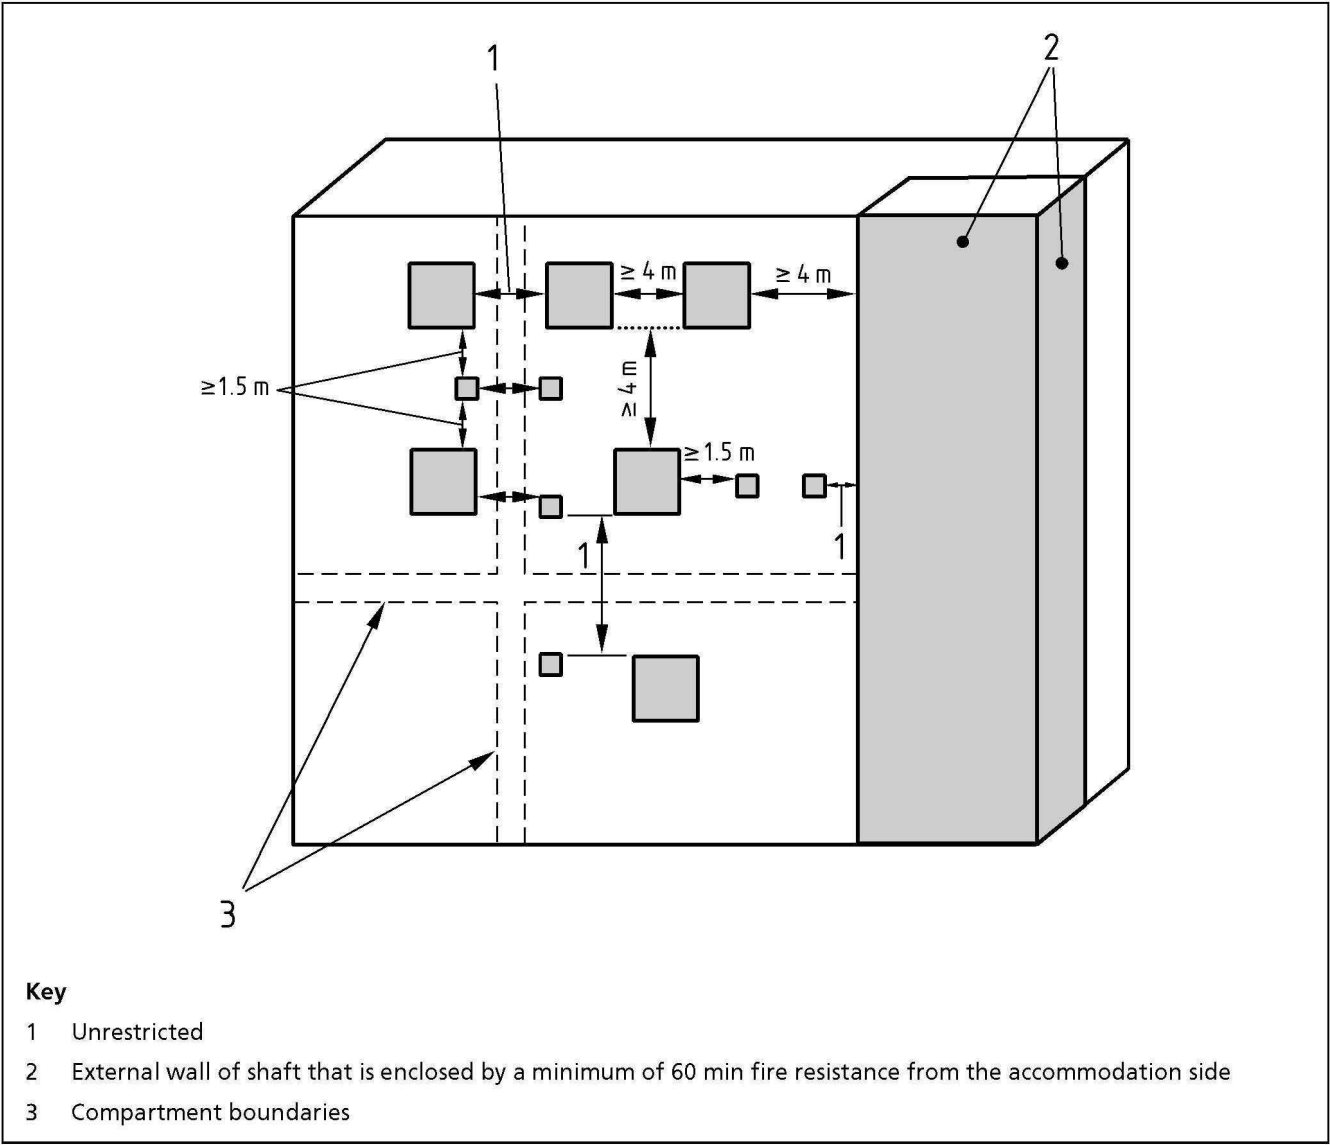 1
2
≥ 4 m
≥ 4 m
≥1.5 m
≥ 4 m
≥1.5 m
1
1
3
Key
1 Unrestricted
2 External wall of shaft that is enclosed by a minimum of 60 min fire resistance from the accommodation side
3 Compartment boundaries